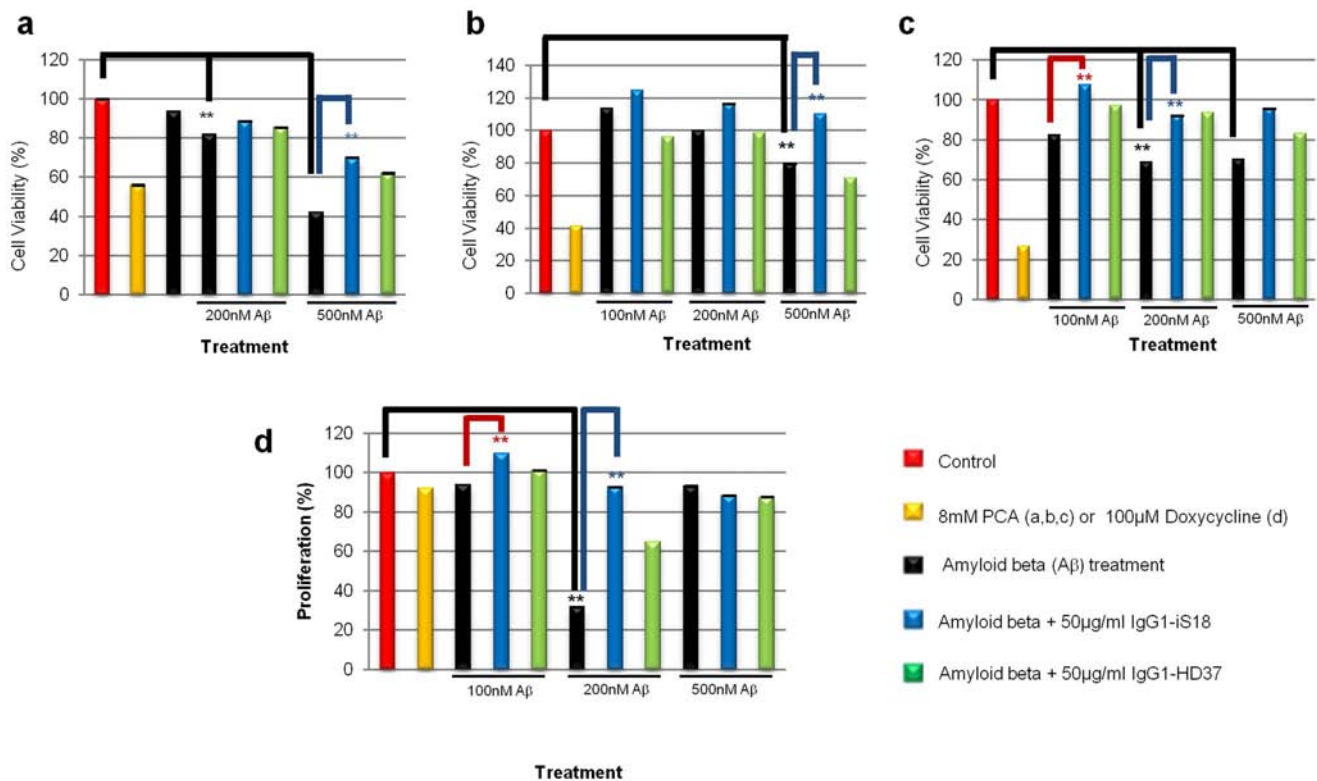 a
120
100
80
60
40
20
0
Cell Viability (%)
**
**
200nM Aβ
500nM Aβ
Treatment
b
160
140
120
100
80
60
40
20
0
Cell Viability (%)
**
**
100nM Aβ
200nM Aβ
500nM Aβ
Treatment
c
120
100
80
60
40
20
0
Cell Viability (%)
**
**
**
100nM Aβ
200nM Aβ
500nM Aβ
Treatment
d
120
100
80
60
40
20
0
Proliferation (%)
**
**
**
100nM Aβ
200nM Aβ
500nM Aβ
Treatment
Control
8mM PCA (a,b,c) or 100µM Doxycycline (d)
Amyloid beta (Aβ) treatment
Amyloid beta + 50µg/ml IgG1-iS18
Amyloid beta + 50µg/ml IgG1-HD37